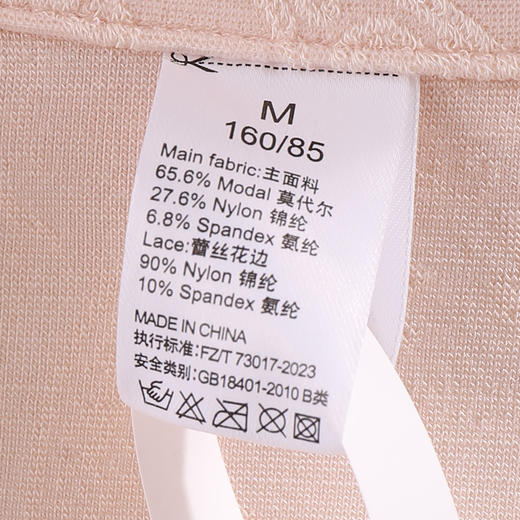 M
160/85
Main fabric:主面料
65.6% Modal 莫代尔
27.6% Nylon 锦纶
6.8% Spandex 氨纶
Lace:蕾丝花边
90% Nylon 锦纶
10% Spandex 氨纶
MADE IN CHINA
执行标准:FZ/T 73017-2023
安全类别:GB18401-2010 B类